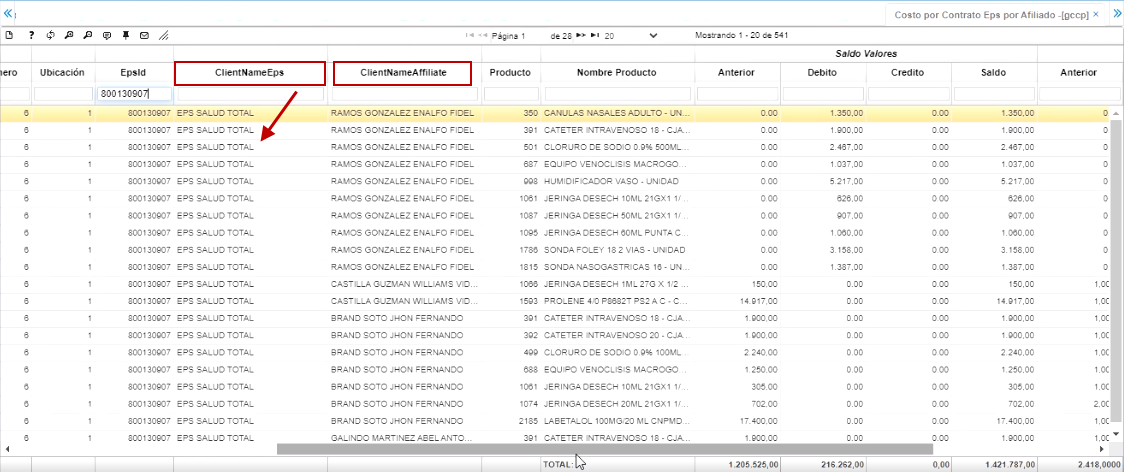 Costo por Contrato Eps por Afiliado -[gccp] ×
Página 1 de 28 20 Mostrando 1 - 20 de 541
Saldo Valores
nero Ubicación EpsId ClientNameEps ClientNameAffiliate Producto Nombre Producto Anterior Debito Credito Saldo Anterior
800130907
6 1 800130907 EPS SALUD TOTAL RAMOS GONZALEZ ENALFO FIDEL 350 CANULAS NASALES ADULTO - UN... 0.00 1.350,00 0.00 1.350,00 0
6 1 800130907 EPS SALUD TOTAL RAMOS GONZALEZ ENALFO FIDEL 391 CATETER INTRAVENOSO 18 - CJA... 0.00 1.900,00 0.00 1.900,00 0
6 1 800130907 EPS SALUD TOTAL RAMOS GONZALEZ ENALFO FIDEL 501 CLORURO DE SODIO 0.9% 500ML... 0.00 2.467,00 0.00 2.467,00 0
6 1 800130907 EPS SALUD TOTAL RAMOS GONZALEZ ENALFO FIDEL 687 EQUIPO VENOCLISIS MACROGO... 0.00 1.037,00 0.00 1.037,00 0
6 1 800130907 EPS SALUD TOTAL RAMOS GONZALEZ ENALFO FIDEL 998 HUMIDIFICADOR VASO - UNIDAD 0.00 5.217,00 0.00 5.217,00 0
6 1 800130907 EPS SALUD TOTAL RAMOS GONZALEZ ENALFO FIDEL 1061 JERINGA DESECH 10ML 21GX1 1/... 0.00 626,00 0.00 626,00 0
6 1 800130907 EPS SALUD TOTAL RAMOS GONZALEZ ENALFO FIDEL 1087 JERINGA DESECH 50ML 21GX1 1/... 0.00 907,00 0.00 907,00 0
6 1 800130907 EPS SALUD TOTAL RAMOS GONZALEZ ENALFO FIDEL 1095 JERINGA DESECH 60ML PUNTA C... 0.00 1.060,00 0.00 1.060,00 0
6 1 800130907 EPS SALUD TOTAL RAMOS GONZALEZ ENALFO FIDEL 1786 SONDA FOLEY 18 2 VIAS - UNIDAD 0.00 3.158,00 0.00 3.158,00 0
6 1 800130907 EPS SALUD TOTAL RAMOS GONZALEZ ENALFO FIDEL 1815 SONDA NASOGASTRICAS 16 - UN... 0.00 1.387,00 0.00 1.387,00 0
6 1 800130907 EPS SALUD TOTAL CASTILLA GUZMAN WILLIAMS VID... 1066 JERINGA DESECH 1ML 27G X 1/2 ... 150,00 0.00 0.00 150,00 1,00
6 1 800130907 EPS SALUD TOTAL CASTILLA GUZMAN WILLIAMS VID... 1593 PROLENE 4/0 P8682T PS2 A C - C... 14.917,00 0.00 0.00 14.917,00 1,00
6 1 800130907 EPS SALUD TOTAL BRAND SOTO JHON FERNANDO 391 CATETER INTRAVENOSO 18 - CJA... 1.900,00 0.00 0.00 1.900,00 1,00
6 1 800130907 EPS SALUD TOTAL BRAND SOTO JHON FERNANDO 392 CATETER INTRAVENOSO 20 - CJA... 1.900,00 0.00 0.00 1.900,00 1,00
6 1 800130907 EPS SALUD TOTAL BRAND SOTO JHON FERNANDO 499 CLORURO DE SODIO 0.9% 100ML... 2.240,00 0.00 0.00 2.240,00 1,00
6 1 800130907 EPS SALUD TOTAL BRAND SOTO JHON FERNANDO 688 EQUIPO VENOCLISIS MACROGO... 1.250,00 0.00 0.00 1.250,00 1,00
6 1 800130907 EPS SALUD TOTAL BRAND SOTO JHON FERNANDO 1061 JERINGA DESECH 10ML 21GX1 1/... 305,00 0.00 0.00 305,00 1,00
6 1 800130907 EPS SALUD TOTAL BRAND SOTO JHON FERNANDO 1074 JERINGA DESECH 20ML 21GX1 1/... 702,00 0.00 0.00 702,00 2,00
6 1 800130907 EPS SALUD TOTAL BRAND SOTO JHON FERNANDO 2185 LABETALOL 100MG/20 ML CNPMD... 17.400,00 0.00 0.00 17.400,00 1,00
6 1 800130907 EPS SALUD TOTAL GALINDO MARTINEZ ABEL ANTO... 391 CATETER INTRAVENOSO 18 - CJA... 1.900,00 0.00 0.00 1.900,00 1,00
TOTAL: 1.205.525,00 216.262,00 0,00 1.421.787,00 2.418,0000